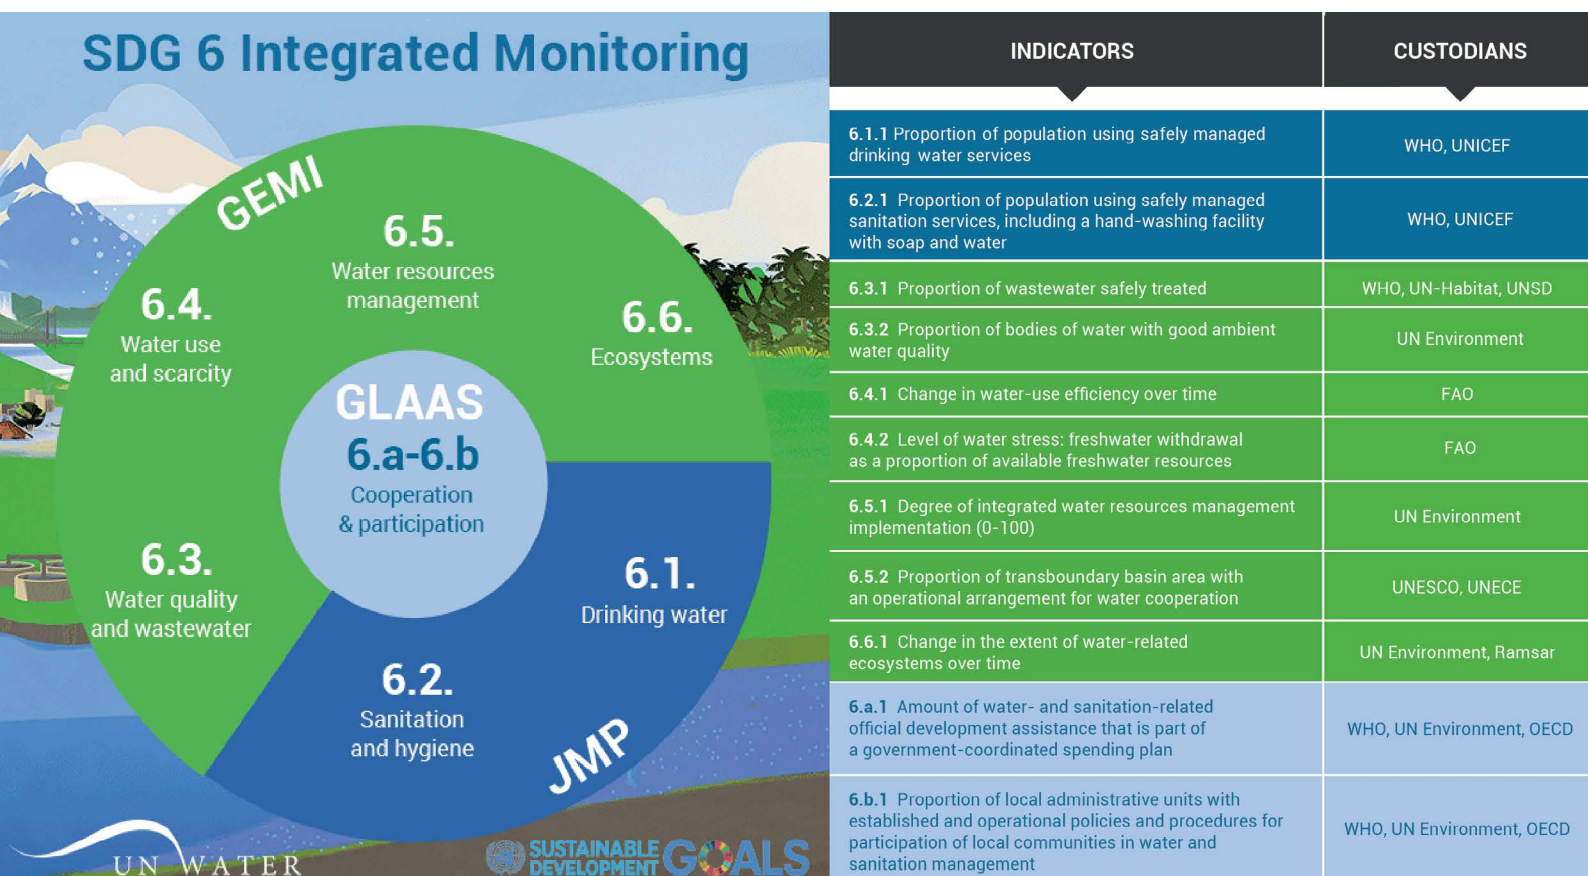 SDG 6 Integrated Monitoring
GEMI
6.5.
Water resources
management
6.4.
Water use
and scarcity
6.6.
Ecosystems
GLAAS
6.a-6.b
Cooperation
& participation
6.3.
Water quality
and wastewater
6.1.
Drinking water
6.2.
Sanitation
and hygiene
JMP
UN WATER
SUSTAINABLE
DEVELOPMENT
GOALS
INDICATORS
CUSTODIANS
6.1.1 Proportion of population using safely managed
drinking water services
WHO, UNICEF
6.2.1 Proportion of population using safely managed
sanitation services, including a hand-washing facility
with soap and water
WHO, UNICEF
6.3.1 Proportion of wastewater safely treated
WHO, UN-Habitat, UNSD
6.3.2 Proportion of bodies of water with good ambient
water quality
UN Environment
6.4.1 Change in water-use efficiency over time
FAO
6.4.2 Level of water stress: freshwater withdrawal
as a proportion of available freshwater resources
FAO
6.5.1 Degree of integrated water resources management
implementation (0-100)
UN Environment
6.5.2 Proportion of transboundary basin area with
an operational arrangement for water cooperation
UNESCO, UNECE
6.6.1 Change in the extent of water-related
ecosystems over time
UN Environment, Ramsar
6.a.1 Amount of water- and sanitation-related
official development assistance that is part of
a government-coordinated spending plan
WHO, UN Environment, OECD
6.b.1 Proportion of local administrative units with
established and operational policies and procedures for
participation of local communities in water and
sanitation management
WHO, UN Environment, OECD